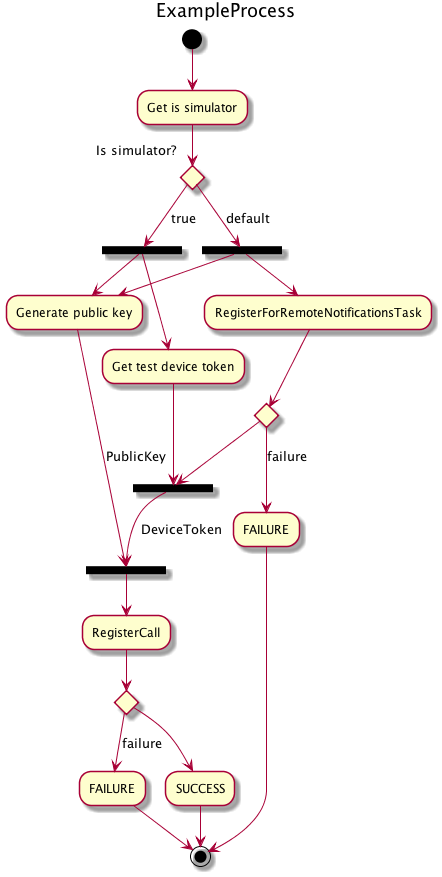 ExampleProcess
Get is simulator
Is simulator?
true
default
Generate public key
RegisterForRemoteNotificationsTask
Get test device token
PublicKey
failure
DeviceToken
FAILURE
RegisterCall
failure
FAILURE
SUCCESS